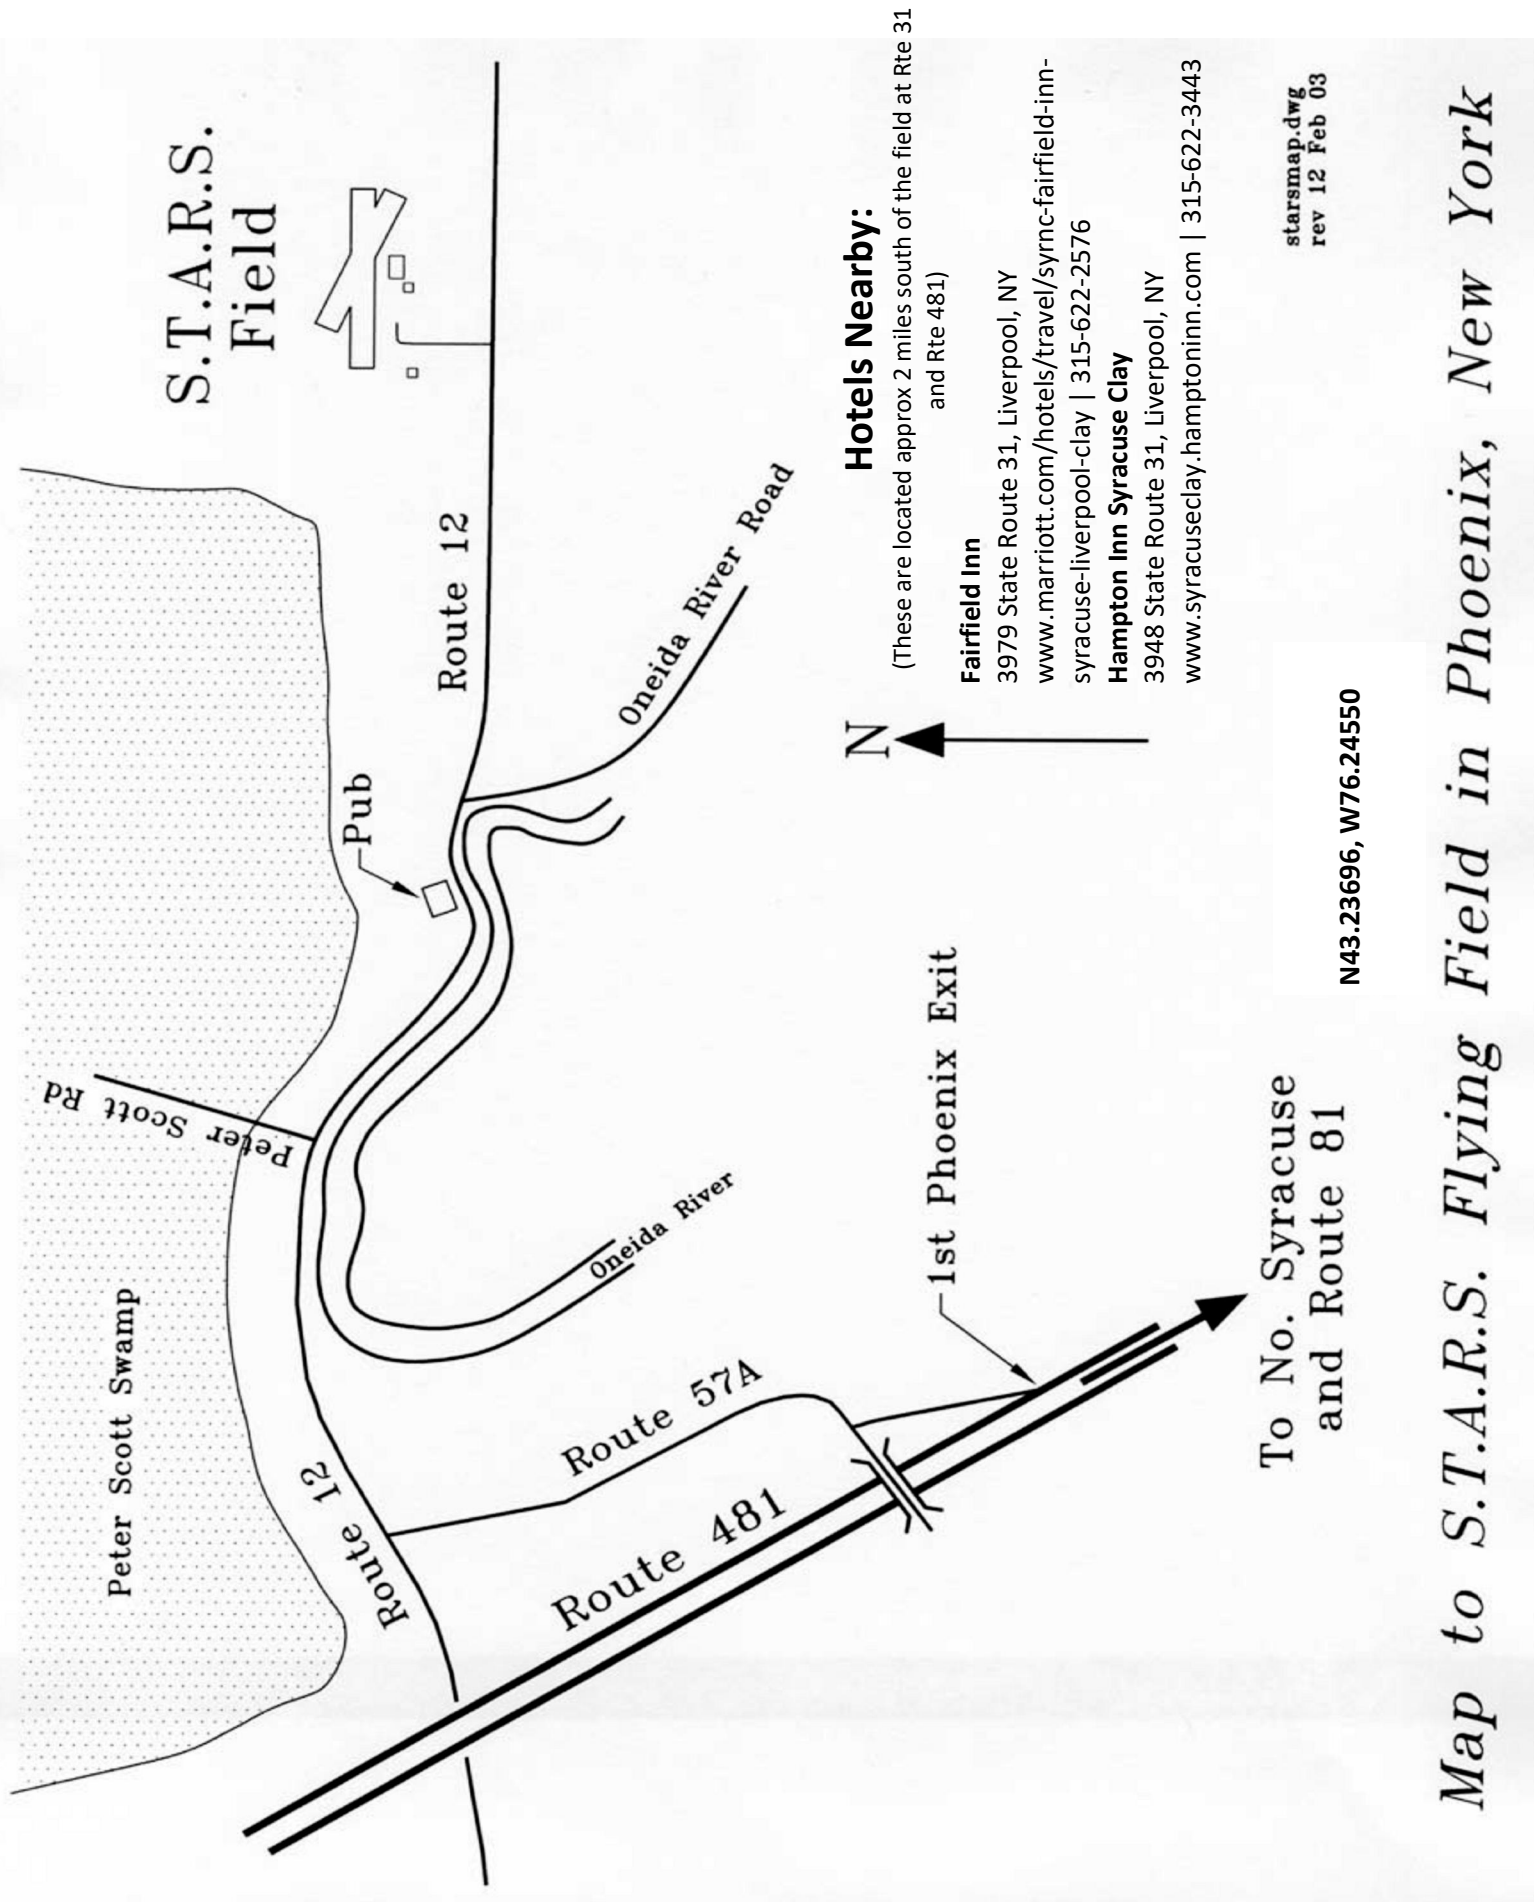 S.T.A.R.S.
Field
Peter Scott Swamp
Peter Scott Rd
Pub
Route 12
Route 12
Oneida River Road
Oneida River
Route 57A
Route 481
1st Phoenix Exit
N
To No. Syracuse
and Route 81
Hotels Nearby:
(These are located approx 2 miles south of the field at Rte 31
and Rte 481)
Fairfield Inn
3979 State Route 31, Liverpool, NY
www.marriott.com/hotels/travel/syrnc-fairfield-inn-
syracuse-liverpool-clay | 315-622-2576
Hampton Inn Syracuse Clay
3948 State Route 31, Liverpool, NY
www.syracuseclay.hamptoninn.com | 315-622-3443
starsmap.dwg
rev 12 Feb 03
N43.23696, W76.24550
Map to S.T.A.R.S. Flying Field in Phoenix, New York